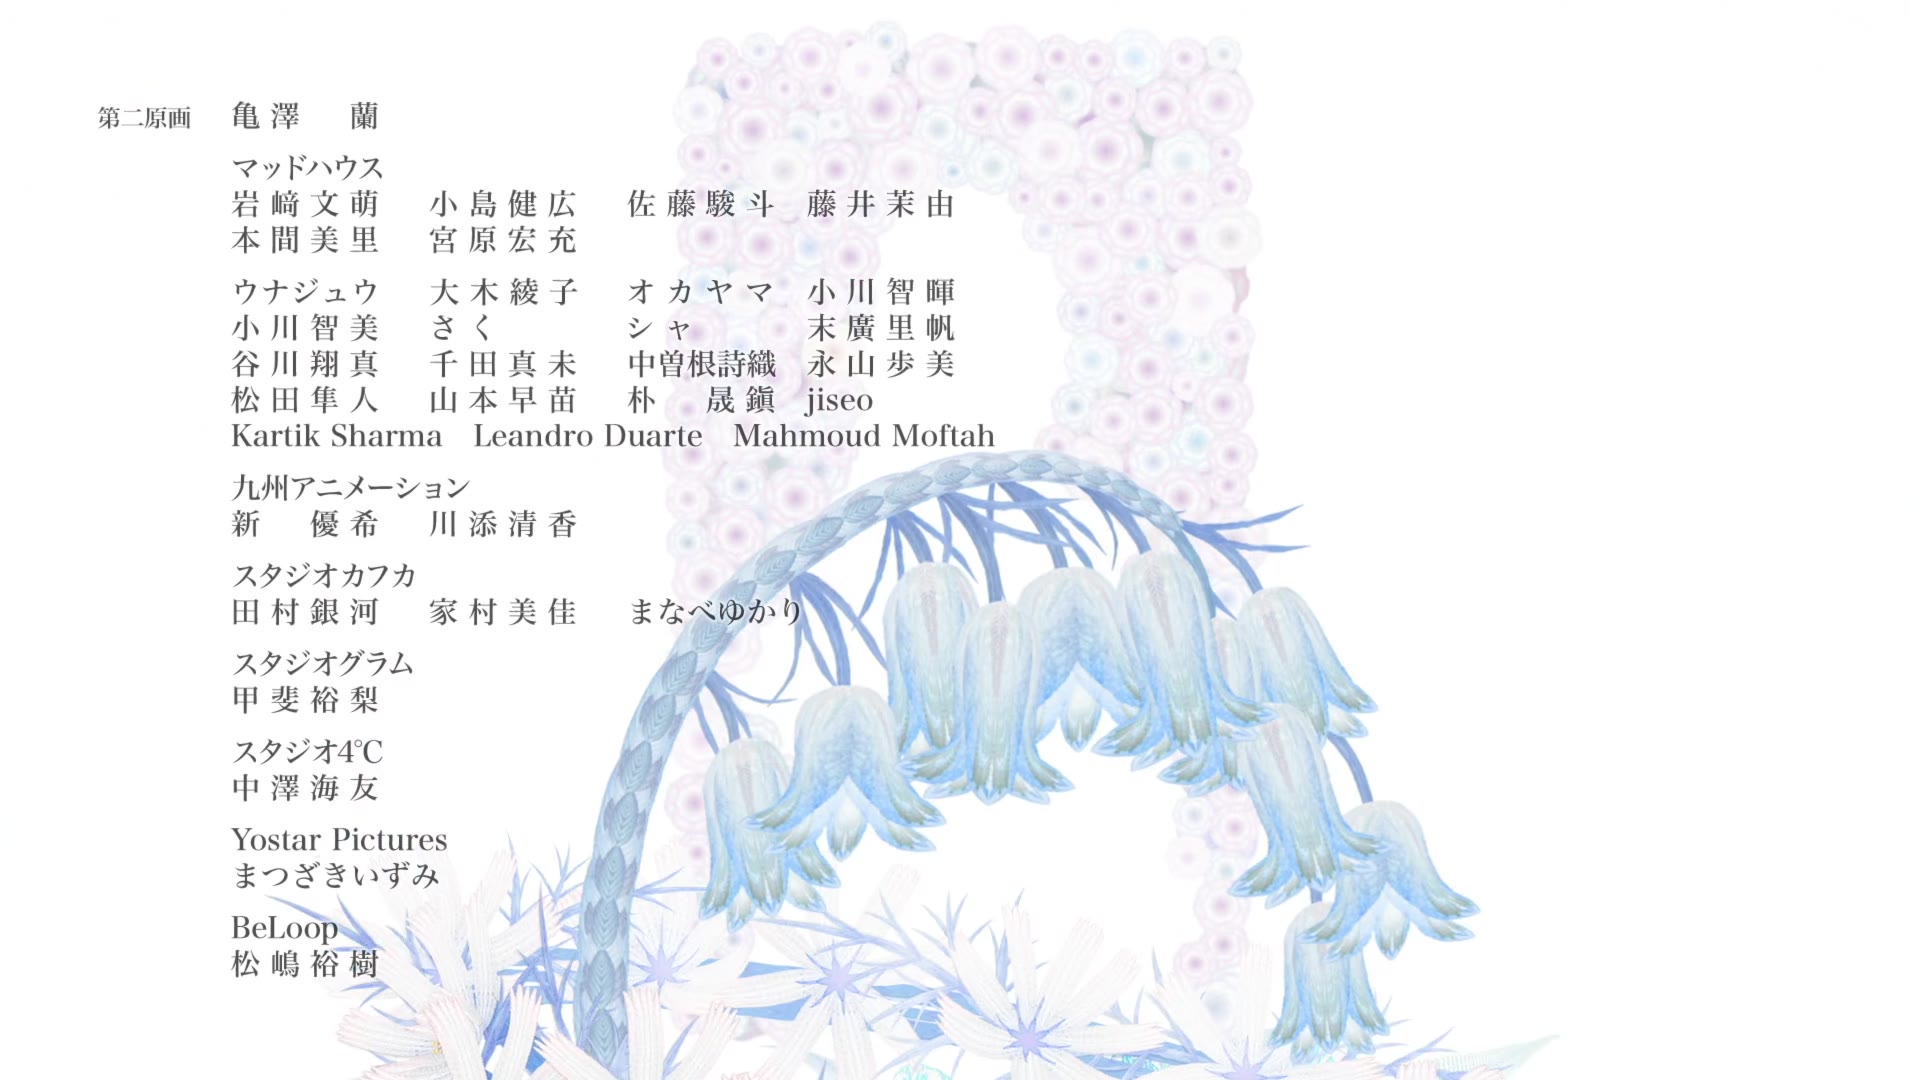 第二原画 亀澤 蘭
マッドハウス
岩﨑文萌 小島健広 佐藤駿斗 藤井茉由
本間美里 宮原宏充
ウナジュウ 大木綾子 オカヤマ 小川智暉
小川智美 さく シャ 末廣里帆
谷川翔真 千田真未 中曽根詩織 永山歩美
松田隼人 山本早苗 朴 晟鎭 jiseo
Kartik Sharma Leandro Duarte Mahmoud Moftah
九州アニメーション
新 優希 川添清香
スタジオカフカ
田村銀河 家村美佳 まなべゆかり
スタジオグラム
甲斐裕梨
スタジオ4℃
中澤海友
Yostar Pictures
まつざきいずみ
BeLoop
松嶋裕樹